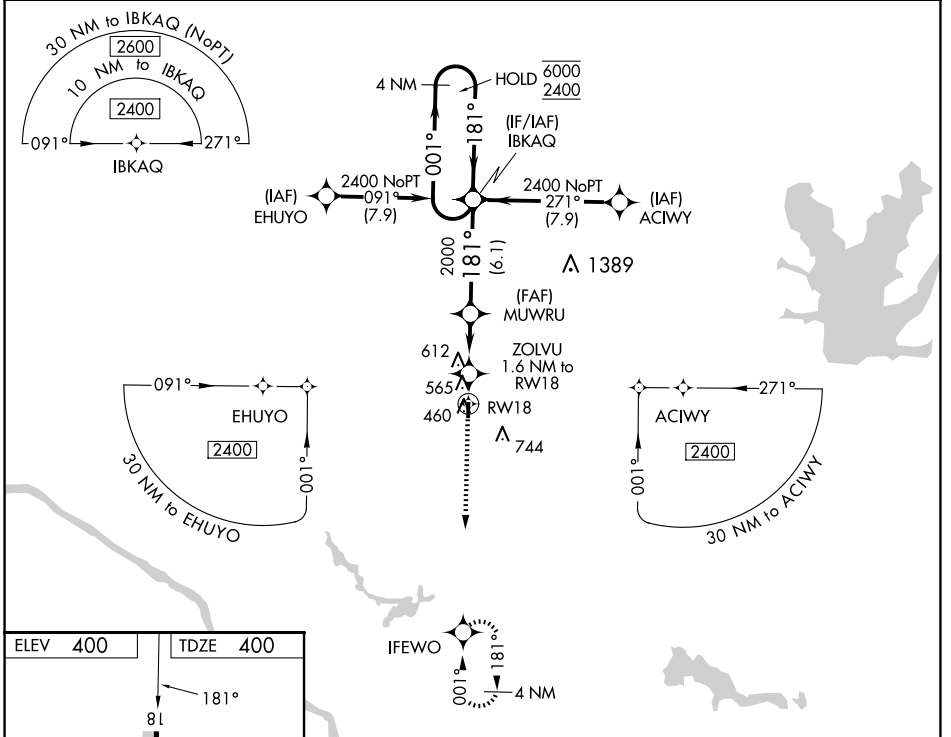 30 NM to IBKAQ (NoPT)
2600
10 NM to IBKAQ
2400
091°
271°
IBKAQ
4 NM
HOLD
6000
2400
001°
181°
(IF/IAF)
IBKAQ
(IAF)
EHUYO
2400 NoPT
091°
(7.9)
2400 NoPT
271°
(7.9)
(IAF)
ACIWY
2000
181°
(6.1)
1389
(FAF)
MUWRU
612
ZOLVU
1.6 NM to
RW18
565
460
RW18
744
091°
EHUYO
2400
001°
30 NM to EHUYO
271°
ACIWY
2400
001°
30 NM to ACIWY
IFEWO
001°
181°
4 NM
ELEV 400
TDZE 400
181°
18